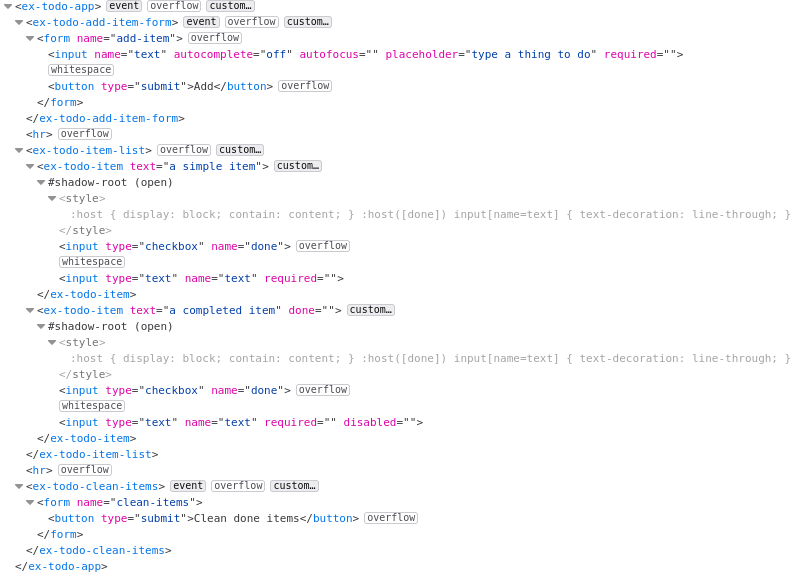 <ex-todo-app> event overflow custom…
<ex-todo-add-item-form> event overflow custom…
<form name="add-item"> overflow
<input name="text" autocomplete="off" autofocus="" placeholder="type a thing to do" required="">
whitespace
<button type="submit">Add</button> overflow
</form>
</ex-todo-add-item-form>
<hr> overflow
<ex-todo-item-list> overflow custom…
<ex-todo-item text="a simple item"> custom…
#shadow-root (open)
<style>
:host { display: block; contain: content; } :host([done]) input[name=text] { text-decoration: line-through; }
</style>
<input type="checkbox" name="done"> overflow
whitespace
<input type="text" name="text" required="">
</ex-todo-item>
<ex-todo-item text="a completed item" done=""> custom…
#shadow-root (open)
<style>
:host { display: block; contain: content; } :host([done]) input[name=text] { text-decoration: line-through; }
</style>
<input type="checkbox" name="done"> overflow
whitespace
<input type="text" name="text" required="" disabled="">
</ex-todo-item>
</ex-todo-item-list>
<hr> overflow
<ex-todo-clean-items> event overflow custom…
<form name="clean-items">
<button type="submit">Clean done items</button> overflow
</form>
</ex-todo-clean-items>
</ex-todo-app>